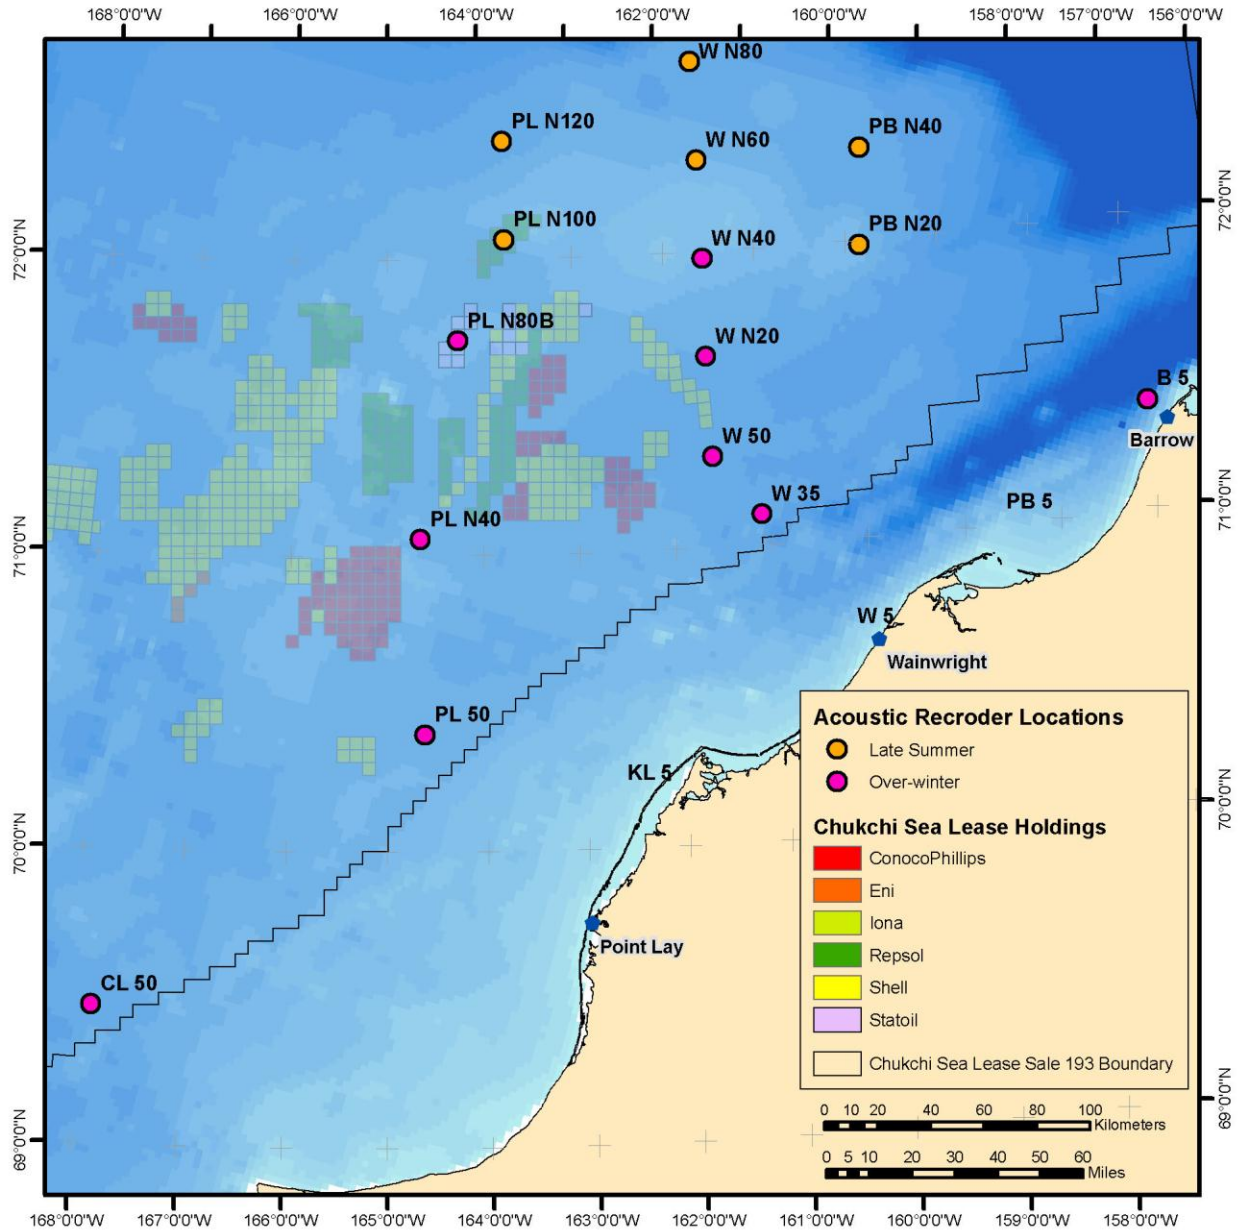 168°0'0"W 164°0'0"W 162°0'0"W 160°0'0"W 157°0'0"W 156°0'0"W
W N80
PL N120
PB N40
W N60
72°0'0"N
PL N100
W N40
PB N20
72°0'0"N
PL N80B
W N20
B 5
Barrow
W 50
W 35
PB 5
71°0'0"N
PL N40
71°0'0"N
W 5
Wainwright
PL 50
KL 5
70°0'0"N
70°0'0"N
Point Lay
CL 50
69°0'0"N
69°0'0"N
Acoustic Recroder Locations
Late Summer
Over-winter
Chukchi Sea Lease Holdings
ConocoPhillips
Eni
Iona
Repsol
Shell
Statoil
Chukchi Sea Lease Sale 193 Boundary
0 10 20 40 60 80 100
Kilometers
0 5 10 20 30 40 50 60
Miles
168°0'0"W 167°0'0"W 166°0'0"W 165°0'0"W 164°0'0"W 163°0'0"W 162°0'0"W 161°0'0"W 160°0'0"W 159°0'0"W 158°0'0"W